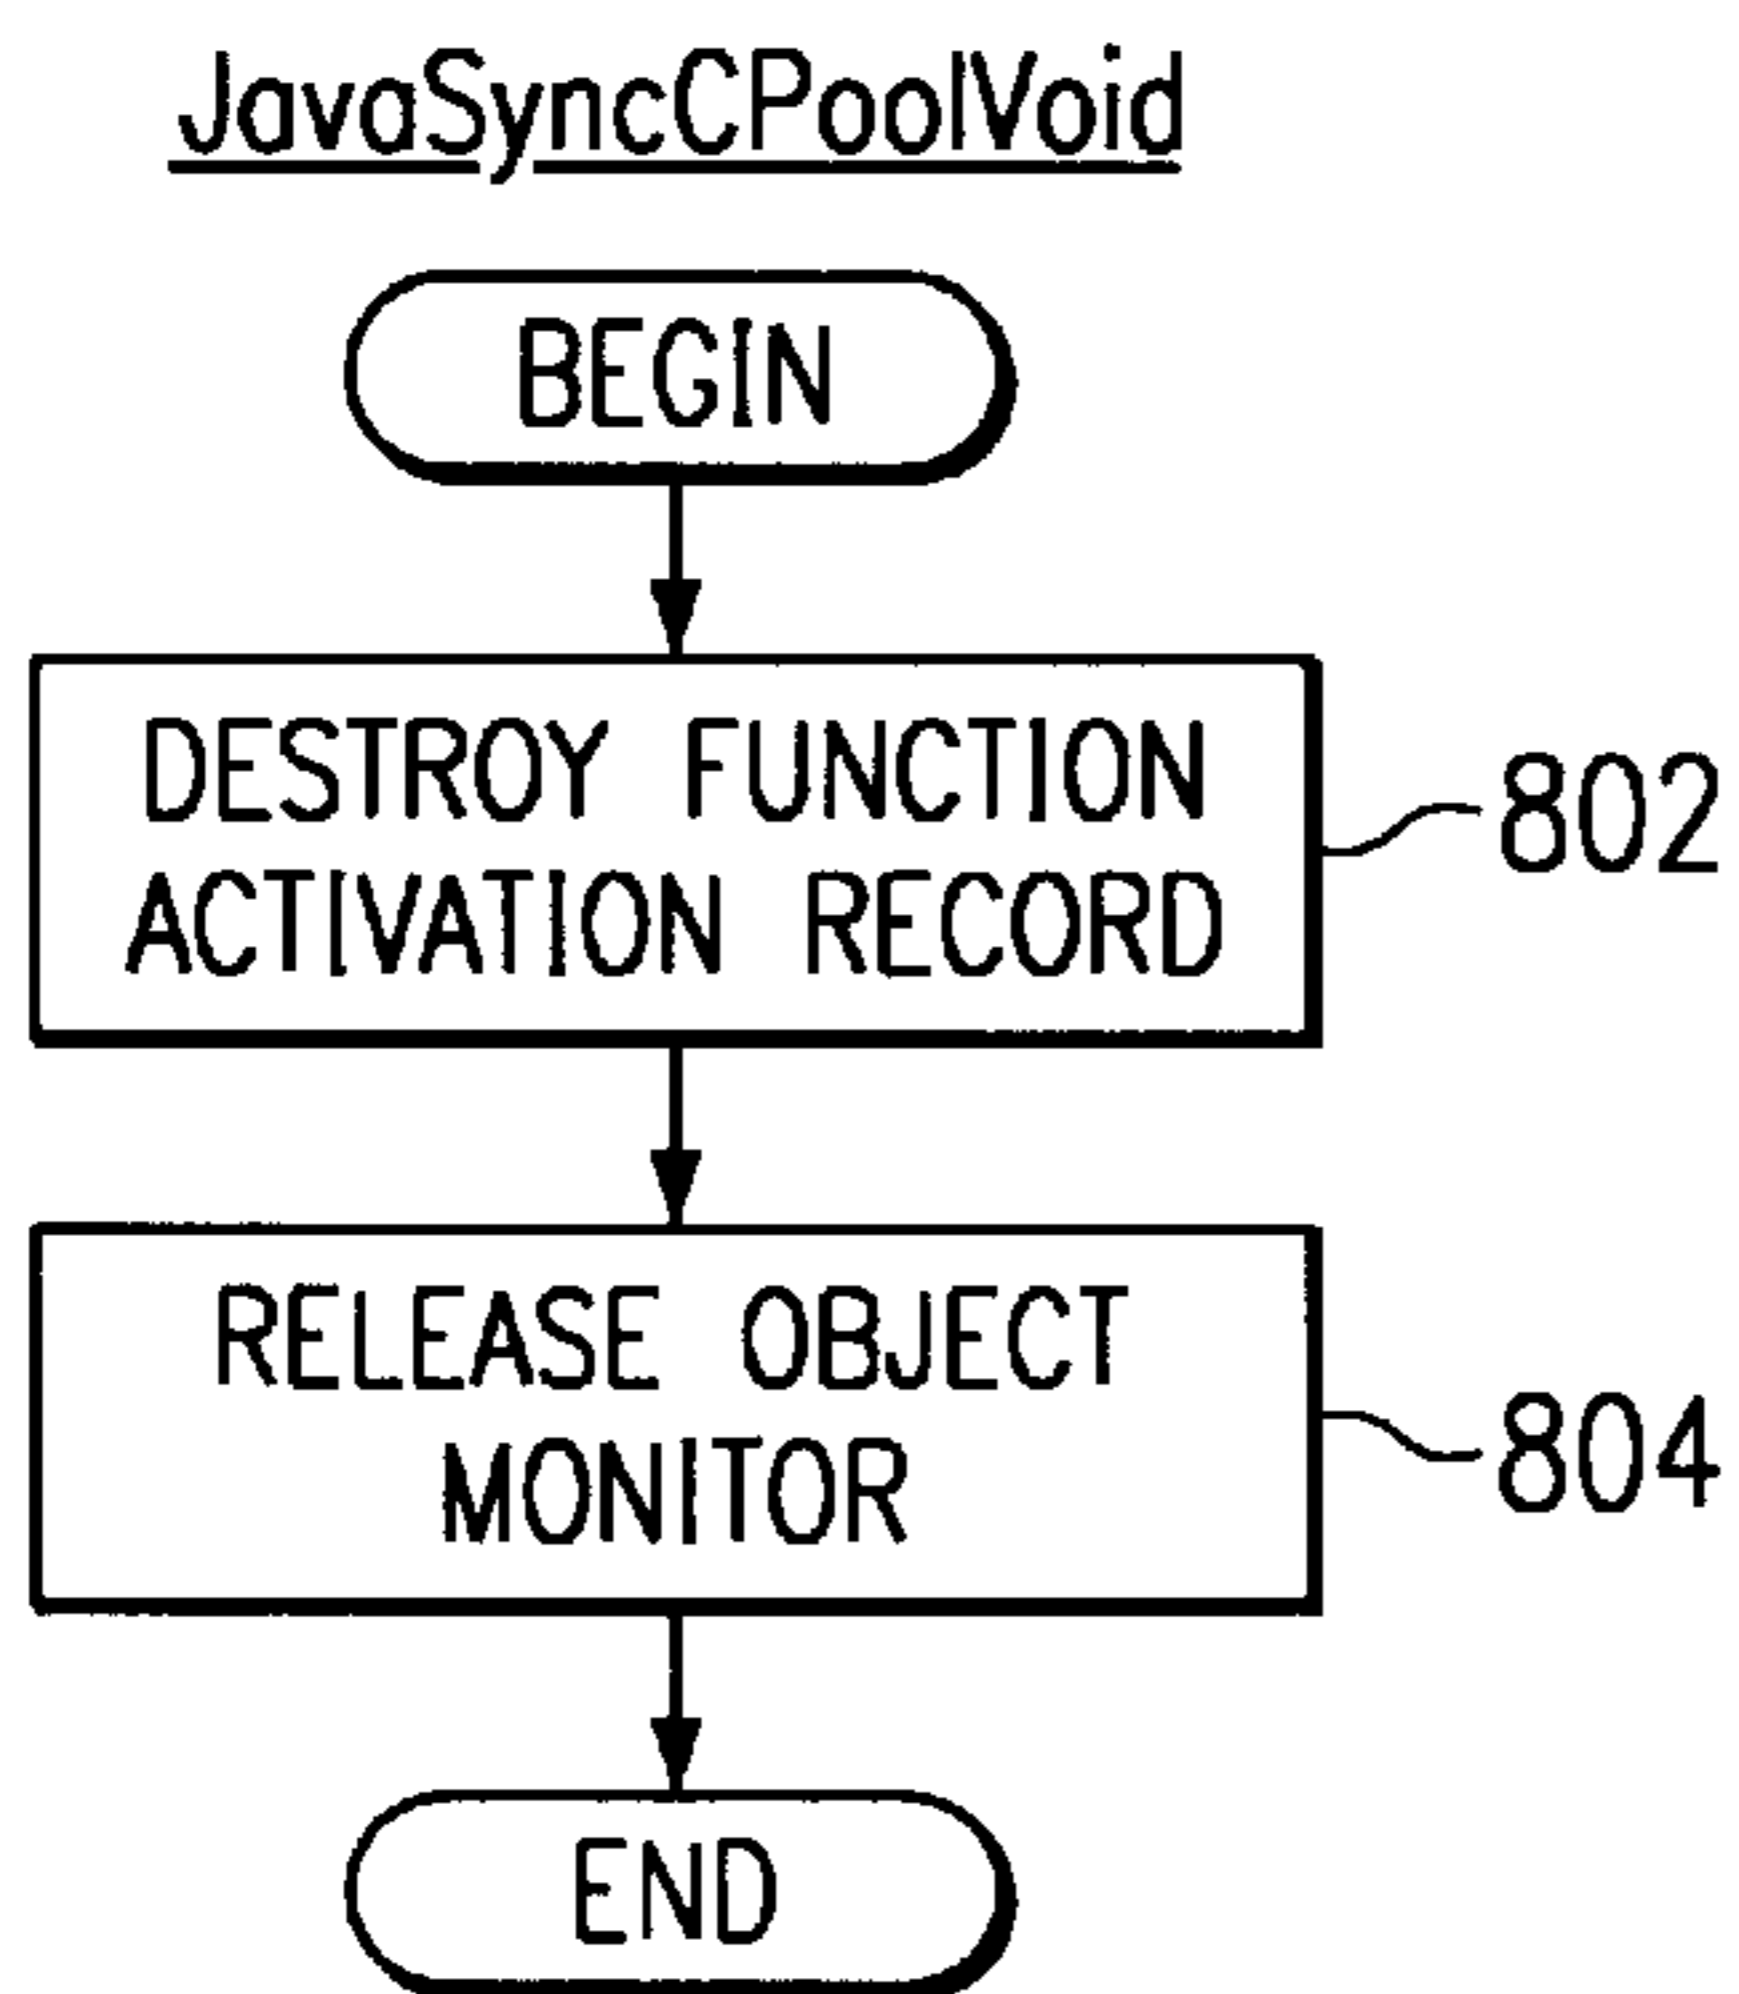 JavaSyncCPoolVoid
BEGIN
DESTROY FUNCTION
ACTIVATION RECORD
802
RELEASE OBJECT
MONITOR
804
END